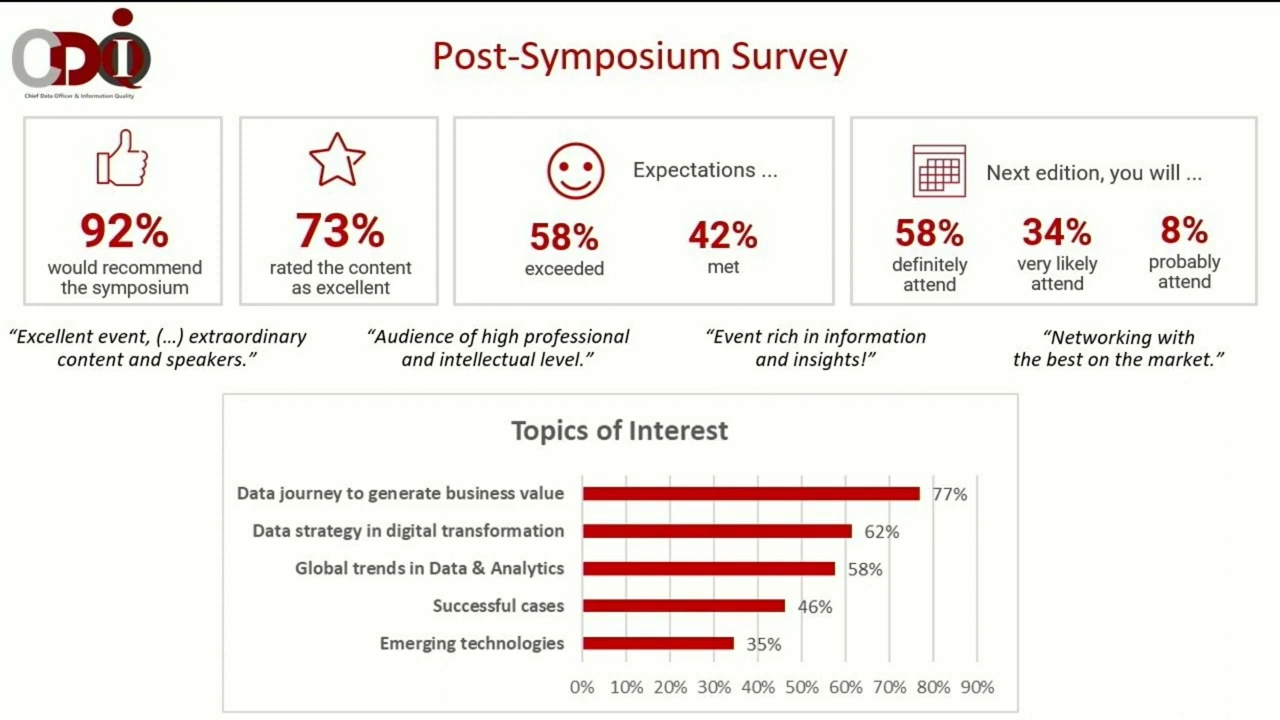 CDIQ
Chief Data Officer & Information Quality
Post-Symposium Survey
92%
would recommend
the symposium
73%
rated the content
as excellent
Expectations ...
58%
exceeded
42%
met
Next edition, you will ...
58%
definitely
attend
34%
very likely
attend
8%
probably
attend
“Excellent event, (...) extraordinary
content and speakers.”
“Audience of high professional
and intellectual level.”
“Event rich in information
and insights!”
“Networking with
the best on the market.”
Topics of Interest
Data journey to generate business value 77%
Data strategy in digital transformation 62%
Global trends in Data & Analytics 58%
Successful cases 46%
Emerging technologies 35%
0% 10% 20% 30% 40% 50% 60% 70% 80% 90%